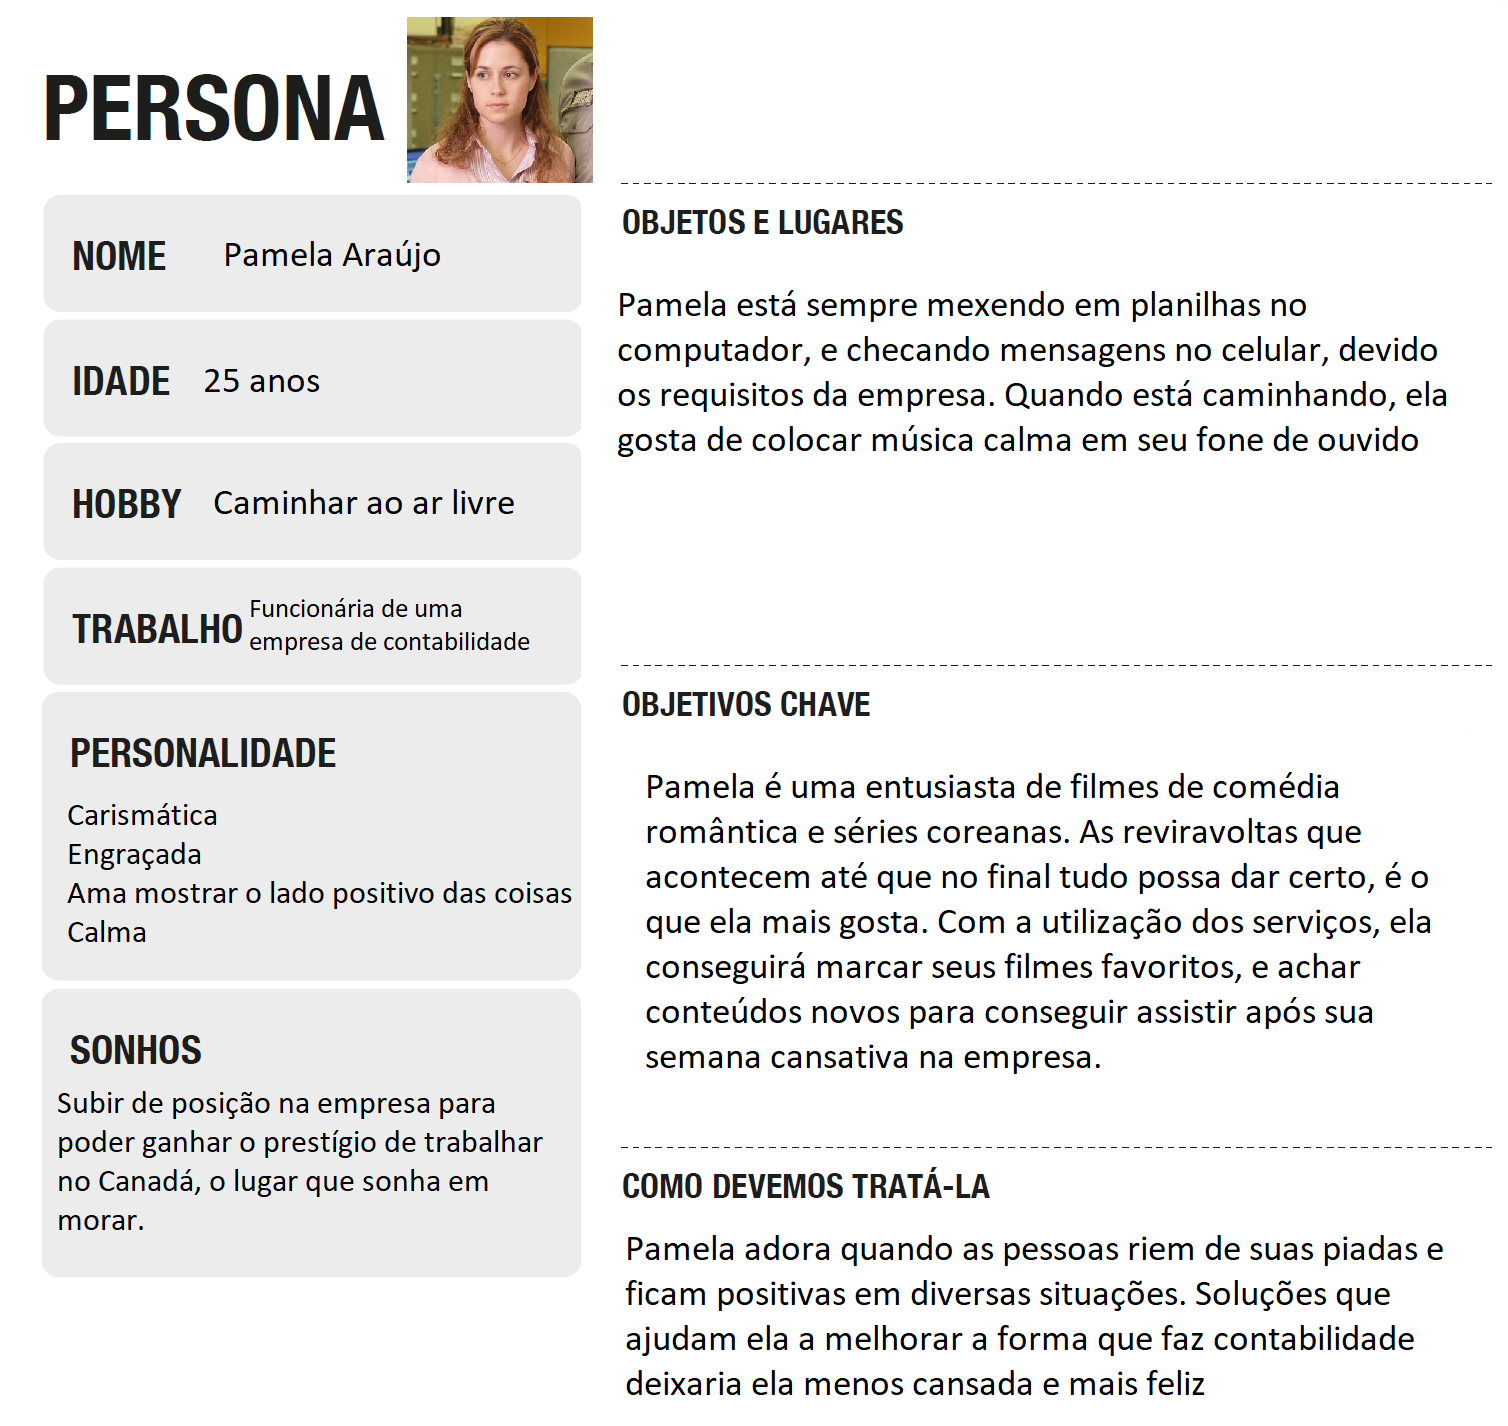 PERSONA
NOME Pamela Araújo
IDADE 25 anos
HOBBY Caminhar ao ar livre
TRABALHO Funcionária de uma
empresa de contabilidade
PERSONALIDADE
Carismática
Engraçada
Ama mostrar o lado positivo das coisas
Calma
SONHOS
Subir de posição na empresa para
poder ganhar o prestígio de trabalhar
no Canadá, o lugar que sonha em
morar.
OBJETOS E LUGARES
Pamela está sempre mexendo em planilhas no
computador, e checando mensagens no celular, devido
os requisitos da empresa. Quando está caminhando, ela
gosta de colocar música calma em seu fone de ouvido
OBJETIVOS CHAVE
Pamela é uma entusiasta de filmes de comédia
romântica e séries coreanas. As reviravoltas que
acontecem até que no final tudo possa dar certo, é o
que ela mais gosta. Com a utilização dos serviços, ela
conseguirá marcar seus filmes favoritos, e achar
conteúdos novos para conseguir assistir após sua
semana cansativa na empresa.
COMO DEVEMOS TRATÁ-LA
Pamela adora quando as pessoas riem de suas piadas e
ficam positivas em diversas situações. Soluções que
ajudam ela a melhorar a forma que faz contabilidade
deixaria ela menos cansada e mais feliz